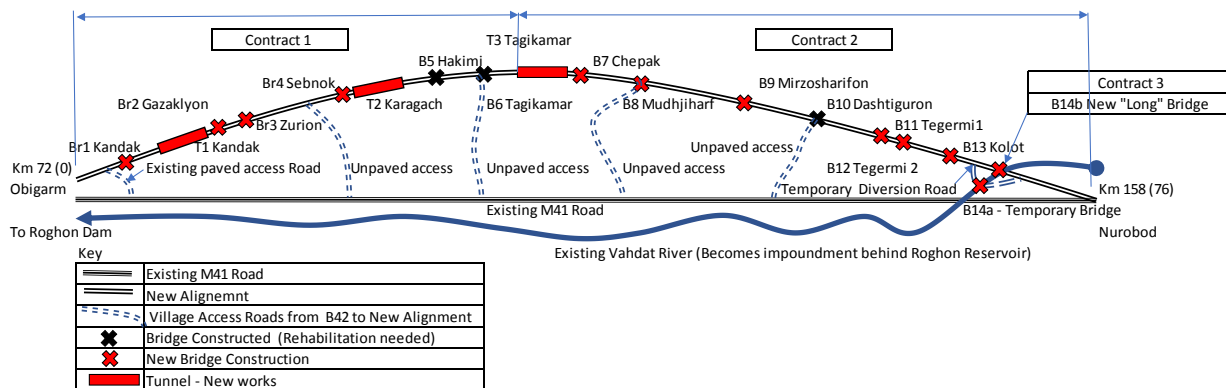 Contract 1
T3 Tagikamar
Contract 2
B5 Hakimi
B7 Chepak
Br4 Sebnok
Contract 3
B9 Mirzosharifon
Br2 Gazaklyon
T2 Karagach
B6 Tagikamar
B8 Mudhjiharf
B10 Dashtiguron
B14b New "Long" Bridge
Br3 Zurion
B11 Tegermi1
Br1 Kandak
T1 Kandak
Unpaved access
B13 Kolot
Km 72 (0)
Existing paved access Road
Unpaved access
Unpaved access
Unpaved access
B12 Tegermi 2
Obigarm
Temporary Diversion Road
Km 158 (76)
Existing M41 Road
B14a - Temporary Bridge
To Roghon Dam
Nurobod
Existing Vahdat River (Becomes impoundment behind Roghon Reservoir)
Key
Existing M41 Road
New Alignemnt
Village Access Roads from B42 to New Alignment
Bridge Constructed (Rehabilitation needed)
New Bridge Construction
Tunnel - New works